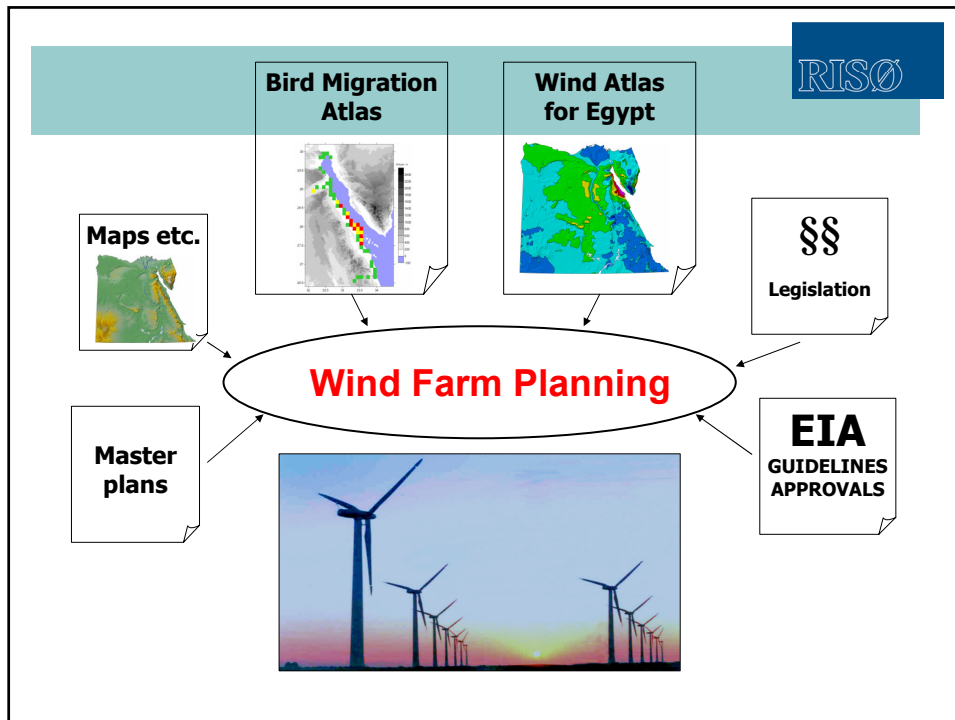 RISØ
Bird Migration
Atlas
Wind Atlas
for Egypt
Maps etc.
§§
Legislation
Wind Farm Planning
Master
plans
EIA
GUIDELINES
APPROVALS